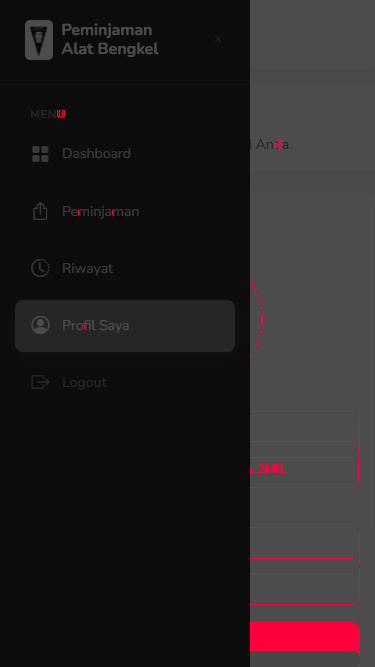 Peminjaman
Alat Bengkel
×
MENU
Anda.
Dashboard
Peminjaman
Riwayat
Profil Saya
Logout
2MB.